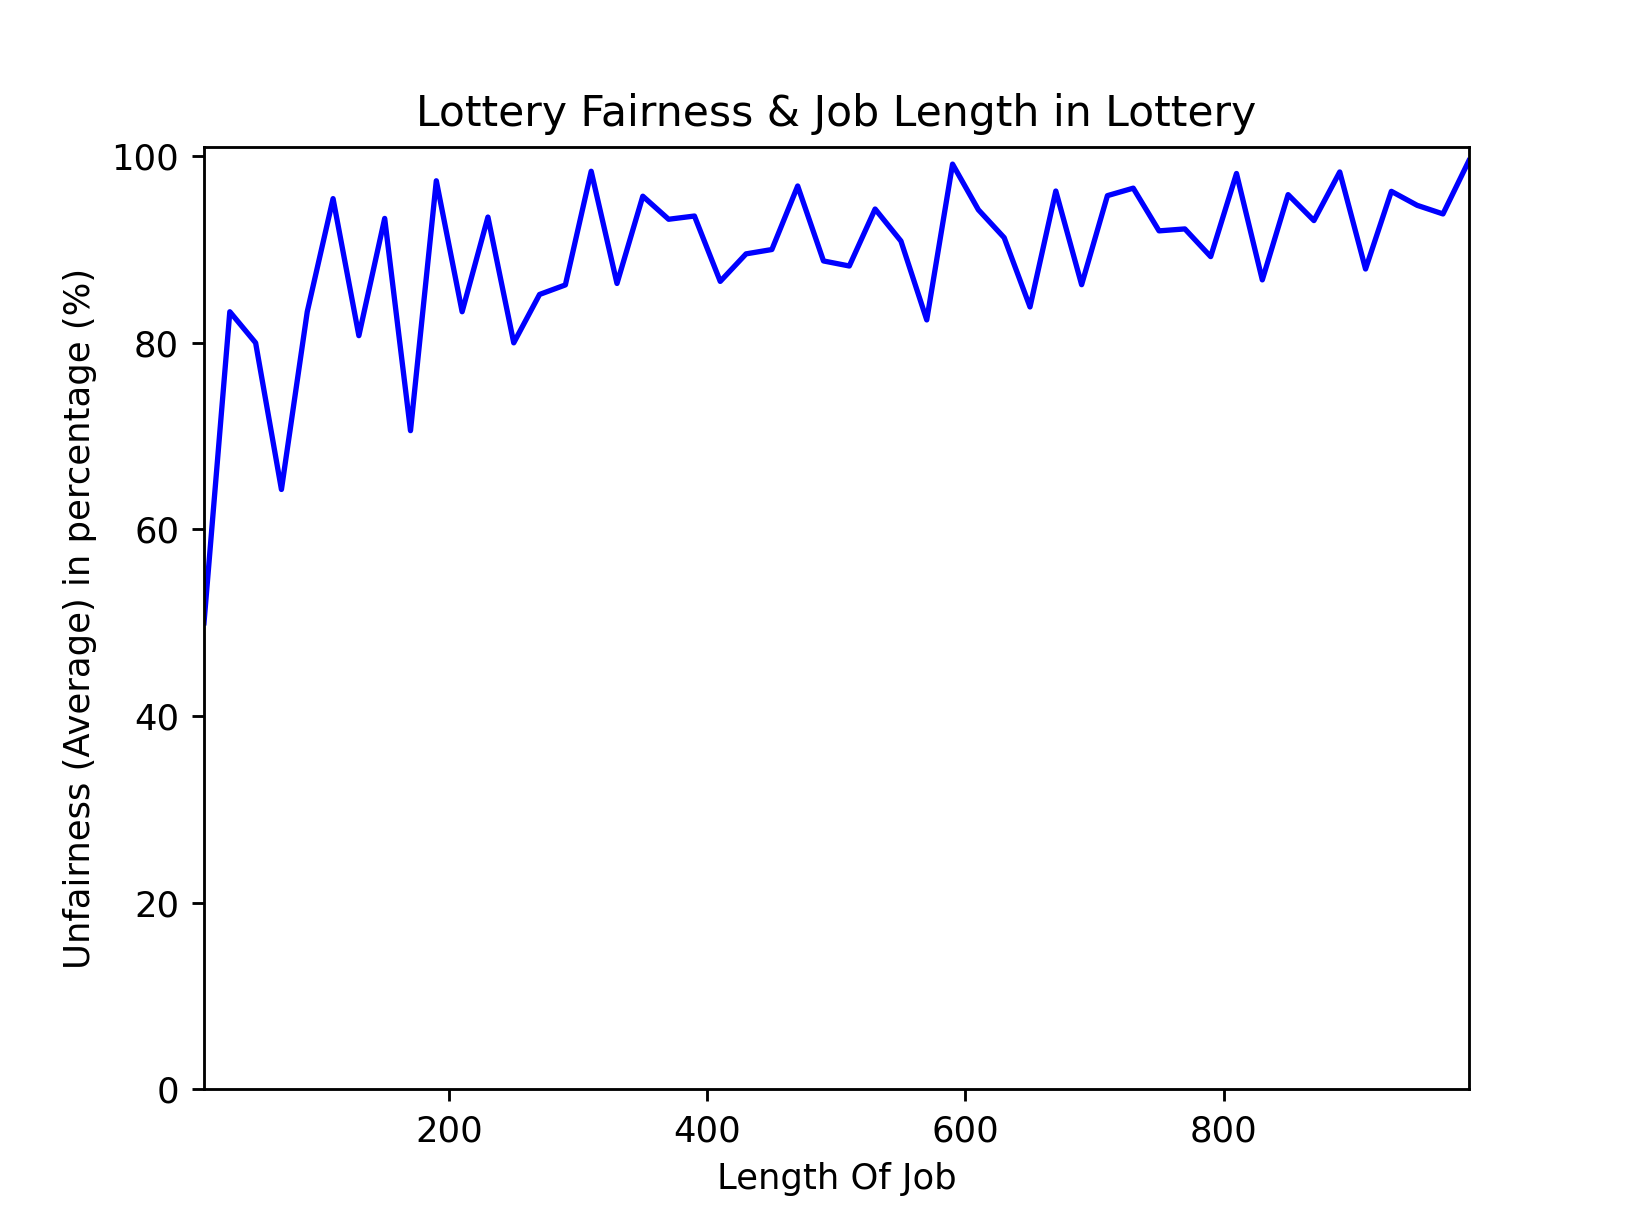 Lottery Fairness & Job Length in Lottery
100
80
60
40
20
0
Unfairness (Average) in percentage (%)
200 400 600 800
Length Of Job